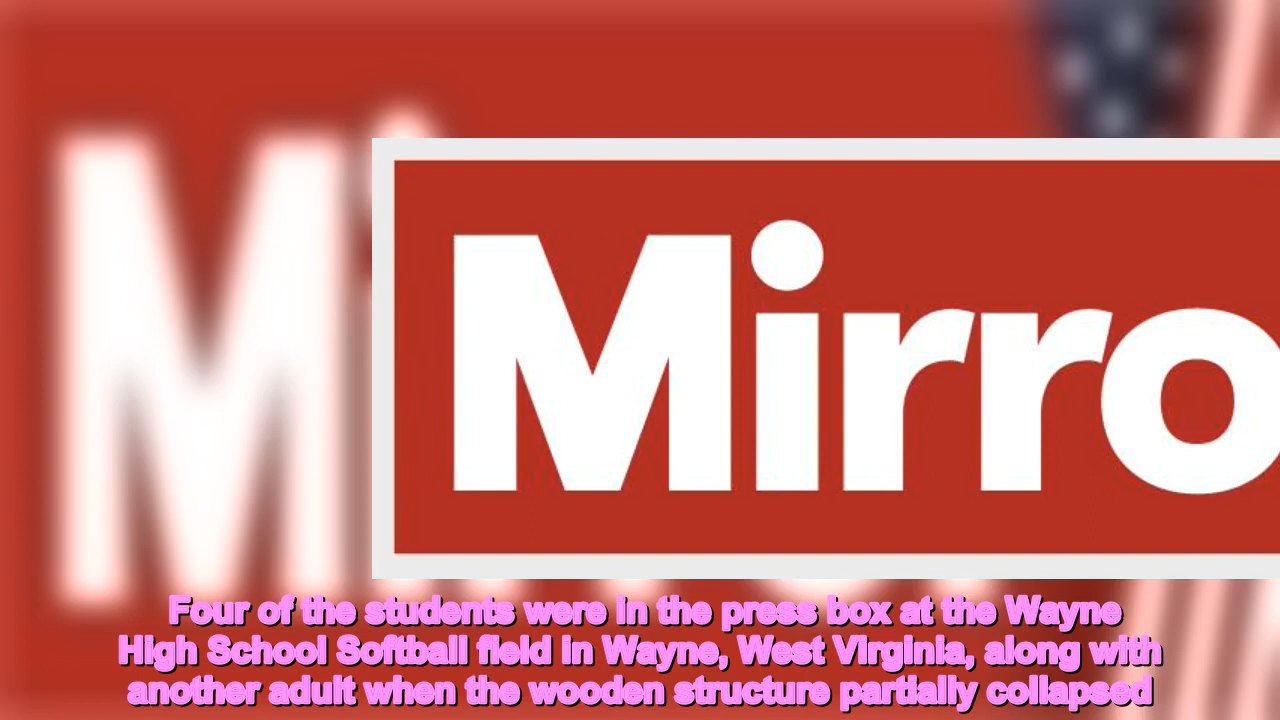 Mirro
Four of the students were in the press box at the Wayne
High School Softball field in Wayne, West Virginia, along with
another adult when the wooden structure partially collapsed